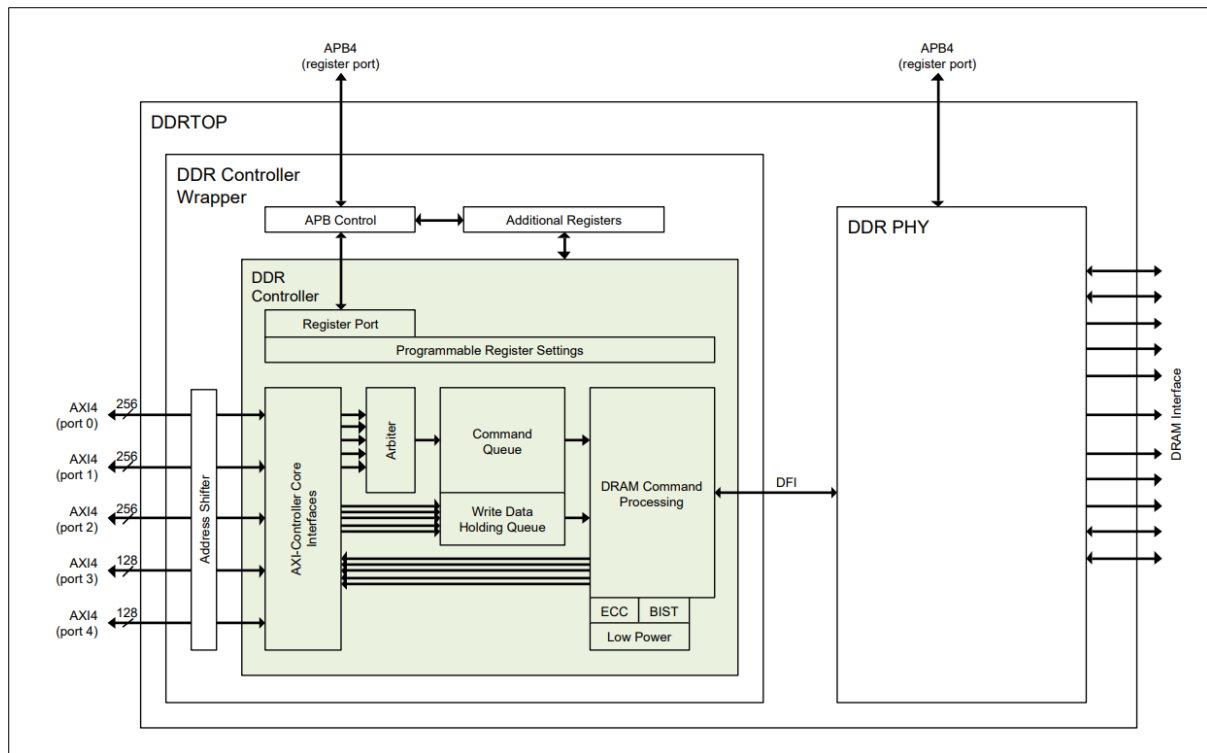 APB4
(register port)
APB4
(register port)
DDRTOP
DDR Controller
Wrapper
APB Control
Additional Registers
DDR PHY
DDR
Controller
Register Port
Programmable Register Settings
AXI4
(port 0)
256
AXI4
(port 1)
256
AXI4
(port 2)
256
AXI4
(port 3)
128
AXI4
(port 4)
128
Address Shifter
AXI-Controller Core
Interfaces
Arbiter
Command
Queue
Write Data
Holding Queue
DRAM Command
Processing
ECC
BIST
Low Power
DFI
DRAM Interface